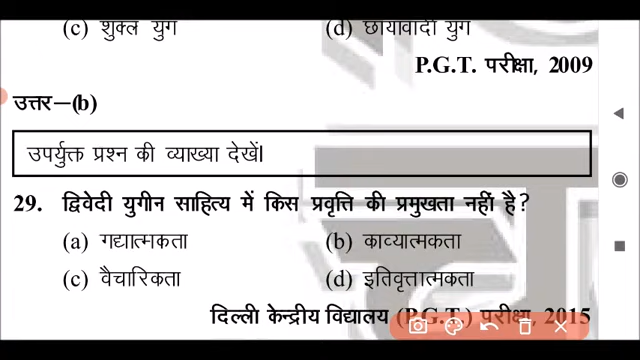 (c) शुक्ल युग (d) छायावादी युग
P.G.T. परीक्षा, 2009
उत्तर—(b)
उपर्युक्त प्रश्न की व्याख्या देखें।
29. द्विवेदी युगीन साहित्य में किस प्रवृत्ति की प्रमुखता नहीं है?
(a) गद्यात्मकता (b) काव्यात्मकता
(c) वैचारिकता (d) इतिवृत्तात्मकता
दिल्ली केन्द्रीय विद्यालय (P.G.T.) परीक्षा, 2015